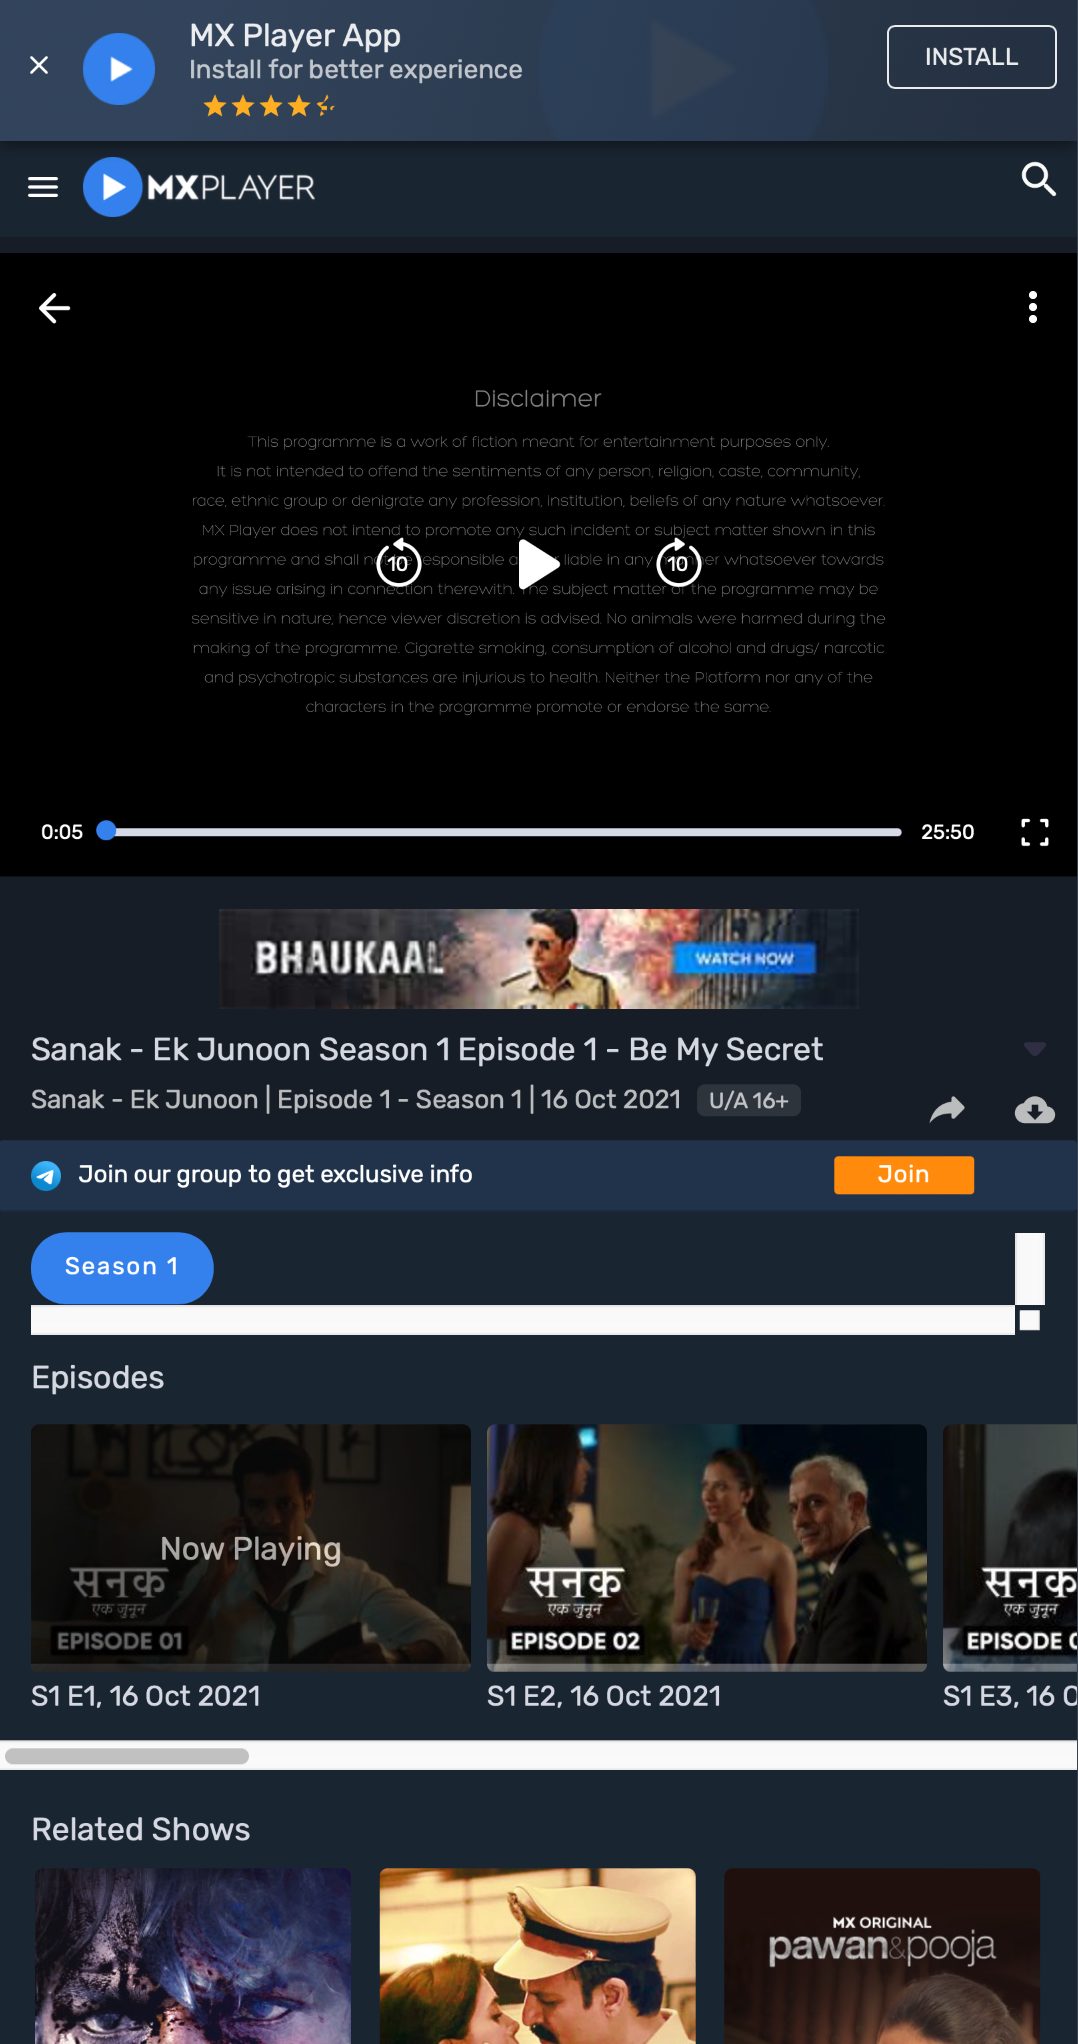 MX Player App
Install for better experience
INSTALL
MXPLAYER
Disclaimer
This programme is a work of fiction meant for entertainment purposes only.
It is not intended to offend the sentiments of any person, religion, caste, community,
race, ethnic group or denigrate any profession, institution, beliefs of any nature whatsoever.
MX Player does not intend to promote any such incident or subject matter shown in this
programme and shall not liable in any whatsoever towards
any issue arising in connection therewith. The subject matter of the programme may be
sensitive in nature; hence viewer discretion is advised. No animals were harmed during the
making of the programme. Cigarette smoking, consumption of alcohol and drugs/ narcotic
and psychotropic substances are injurious to health. Neither the Platform nor any of the
characters in the programme promote or endorse the same.
10
10
0:05
25:50
BHAUKAAL
WATCH NOW
Sanak - Ek Junoon Season 1 Episode 1 - Be My Secret
Sanak - Ek Junoon | Episode 1 - Season 1 | 16 Oct 2021 U/A 16+
Join our group to get exclusive info
Join
Season 1
Episodes
Now Playing
सनक
एक जुनून
EPISODE 01
सनक
एक जुनून
EPISODE 02
सनक
एक जुनून
EPISODE
S1 E1, 16 Oct 2021
S1 E2, 16 Oct 2021
S1 E3, 16
Related Shows
MX ORIGINAL
pawan&pooja